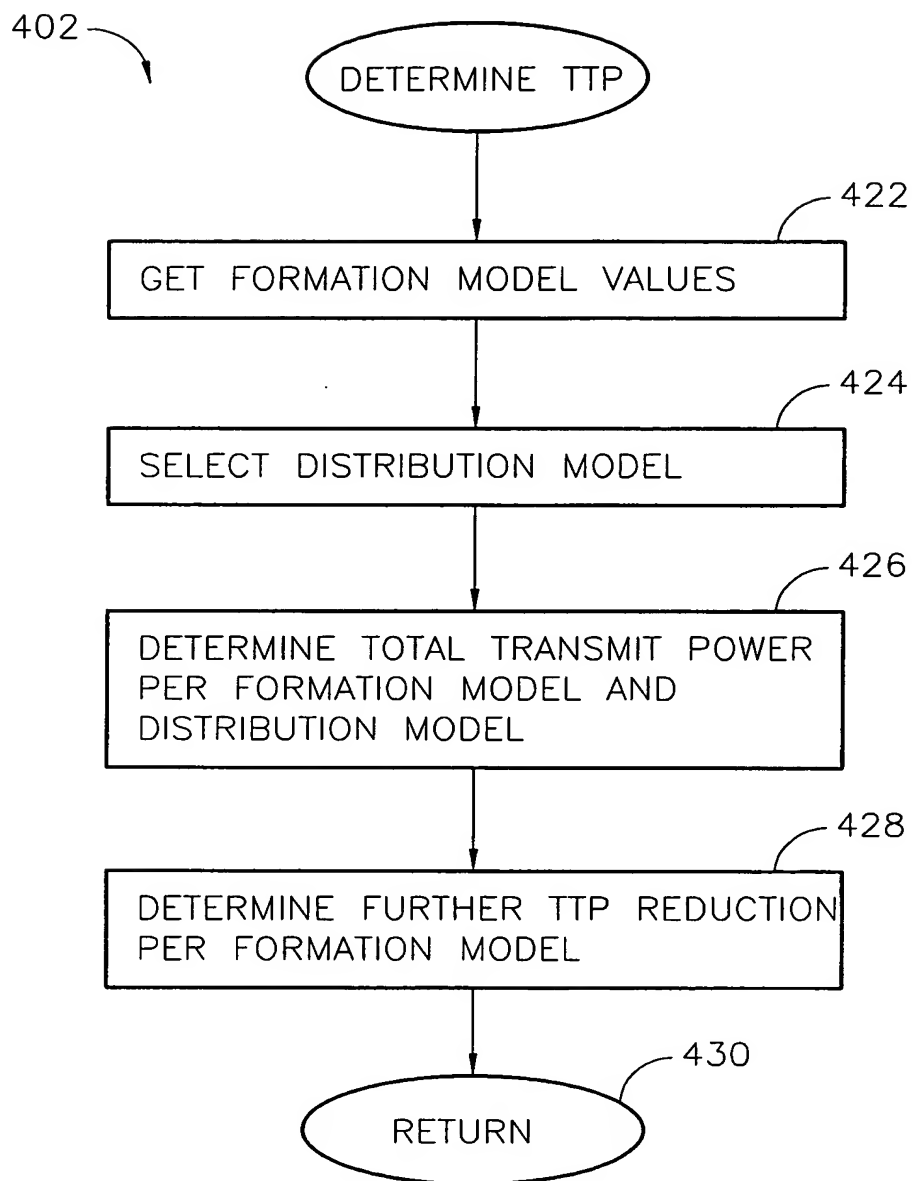 402
DETERMINE TTP
422
GET FORMATION MODEL VALUES
424
SELECT DISTRIBUTION MODEL
426
DETERMINE TOTAL TRANSMIT POWER
PER FORMATION MODEL AND
DISTRIBUTION MODEL
428
DETERMINE FURTHER TTP REDUCTION
PER FORMATION MODEL
430
RETURN